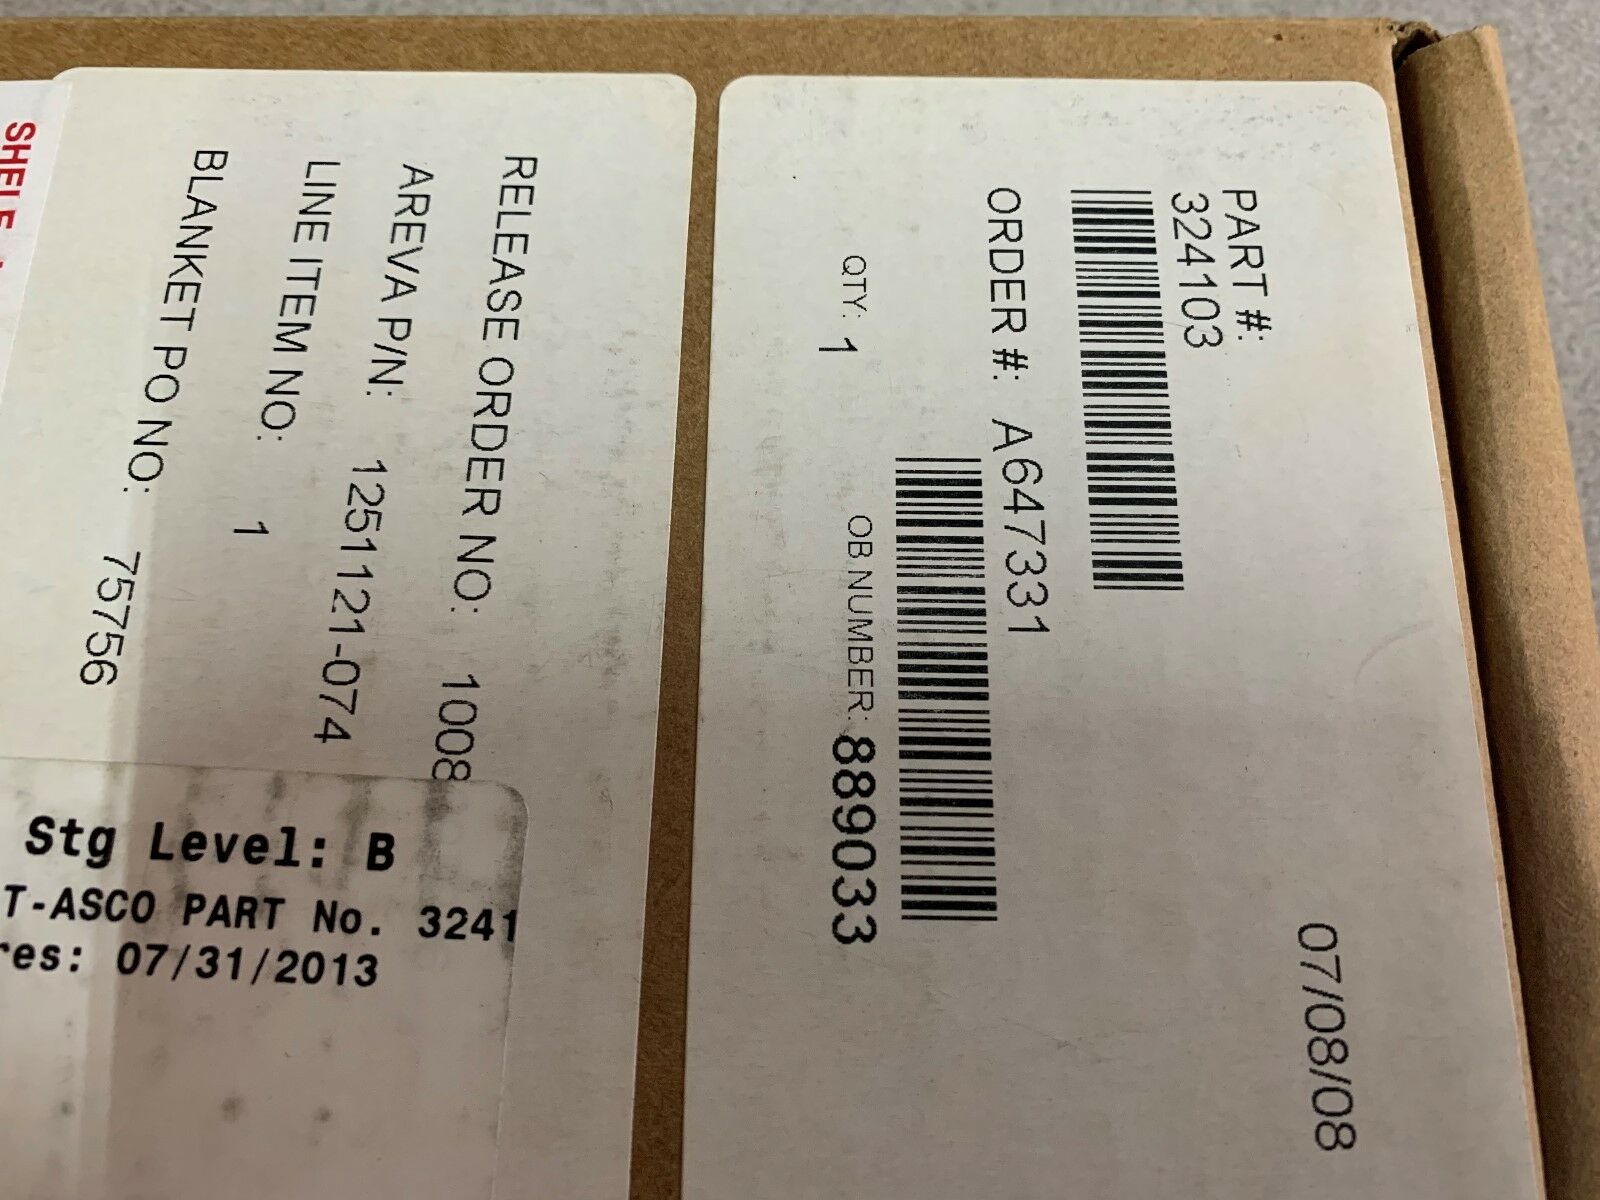 07/08/08
PART #:
324103
ORDER #: A647331
QTY: 1
OB NUMBER: 889033
RELEASE ORDER NO: 1008
AREVA P/N: 1251121-074
LINE ITEM NO: 1
BLANKET PO NO: 75756
SHELF
Stg Level: B
T-ASCO PART No. 3241
res: 07/31/2013